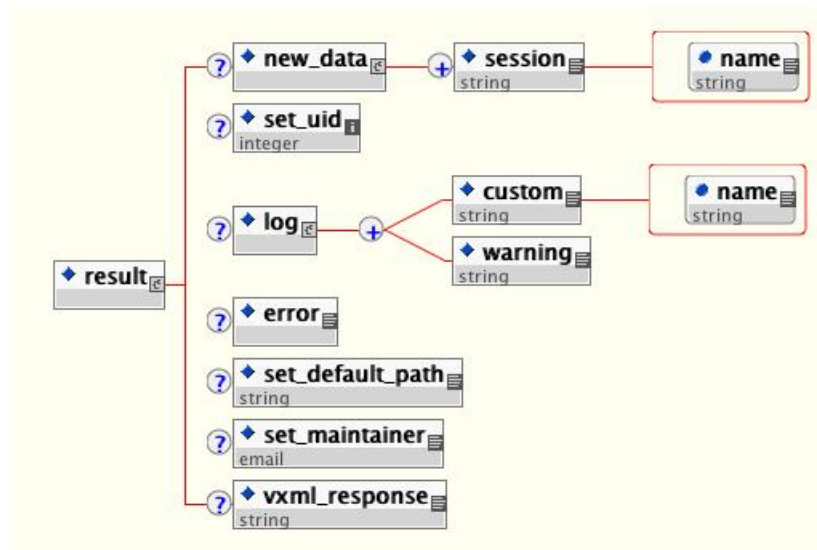 ? new_data + session name
string string
? set_uid
integer
custom name
string string
? log +
warning
string
result
? error
? set_default_path
string
? set_maintainer
email
? vxml_response
string